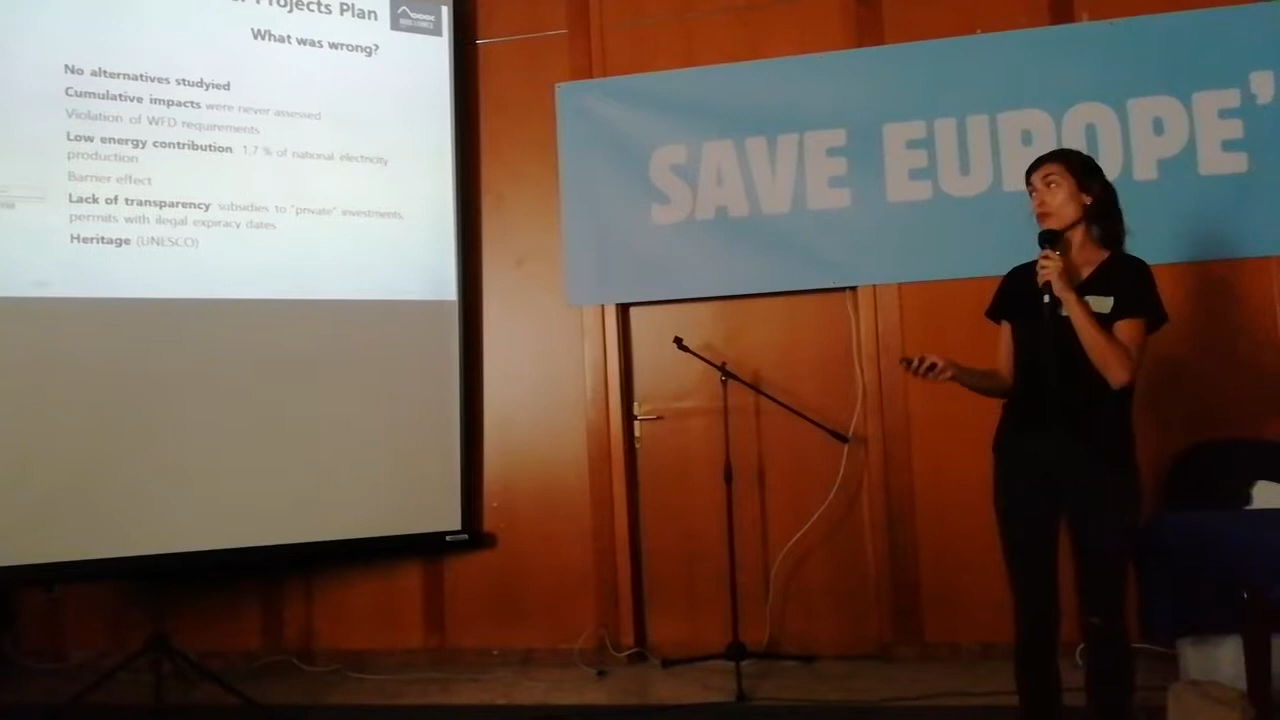 Projects Plan
What was wrong?
No alternatives studyied
Cumulative impacts were never assessed
Violation of WFD requirements
Low energy contribution: 1,7 % of national electricity
production
Barrier effect
Lack of transparency subsidies to "private" investments,
permits with ilegal expiracy dates
Heritage (UNESCO)
SAVE EUROPE'